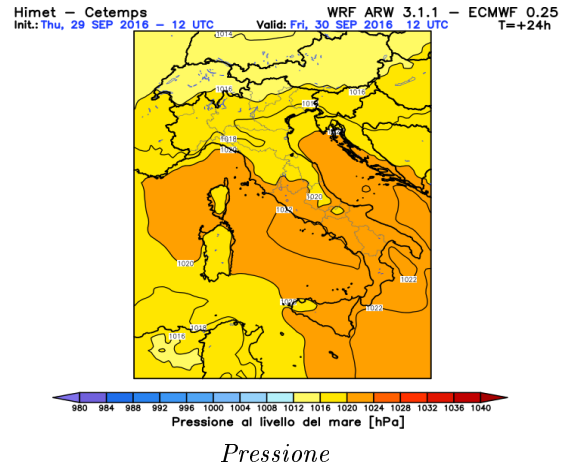 Himet – Cetemps WRF ARW 3.1.1 – ECMWF 0.25
Init.: Thu, 29 SEP 2016 – 12 UTC Valid: Fri, 30 SEP 2016 12 UTC T=+24h
1014
1016
1016
1018
1020
1020
1022
1020
1022
1022
1018
1016
980 984 988 992 996 1000 1004 1008 1012 1016 1020 1024 1028 1032 1036 1040
Pressione al livello del mare [hPa]
Pressione